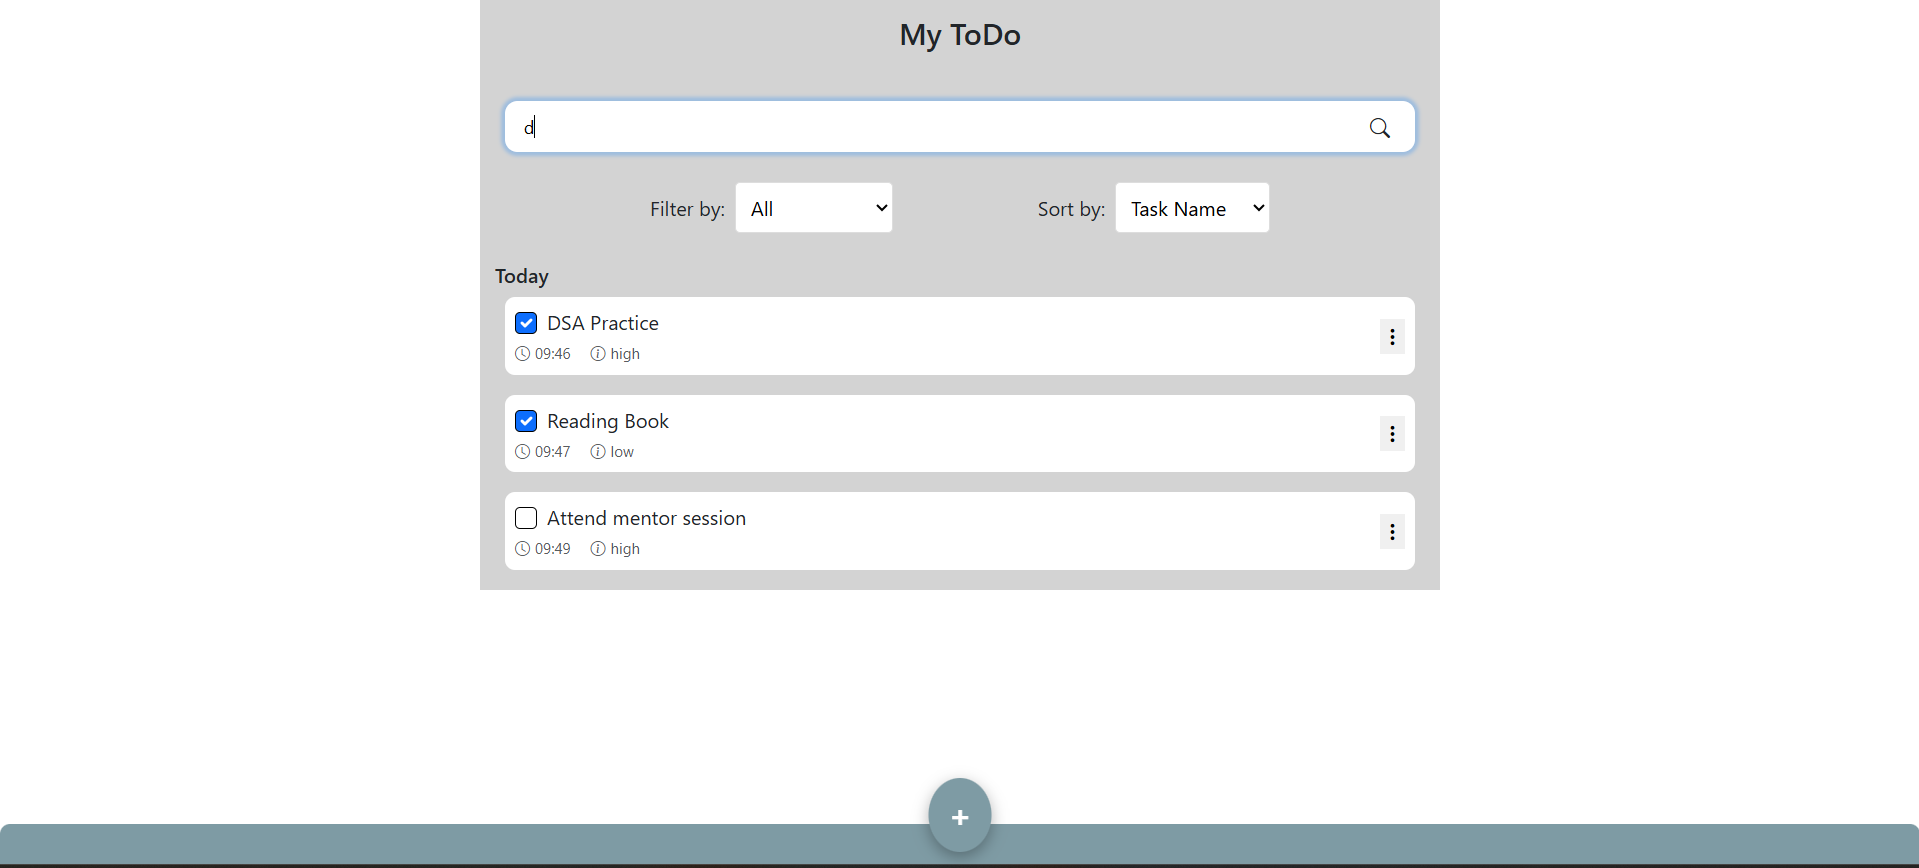 My ToDo
d
Filter by: All Sort by: Task Name
Today
DSA Practice
09:46 high
Reading Book
09:47 low
Attend mentor session
09:49 high
+